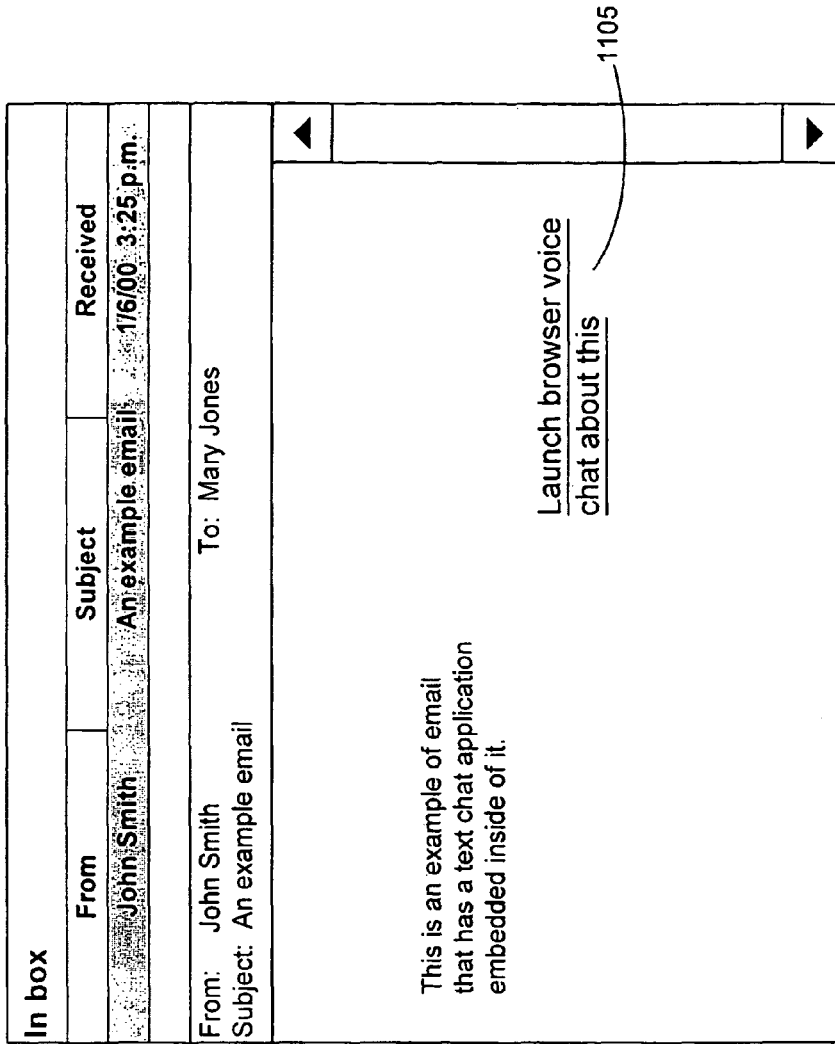 In box
From Subject Received
John Smith An example email 1/6/00 3:25 p.m.
From: John Smith To: Mary Jones
Subject: An example email
This is an example of email
that has a text chat application
embedded inside of it.
Launch browser voice
chat about this
1105